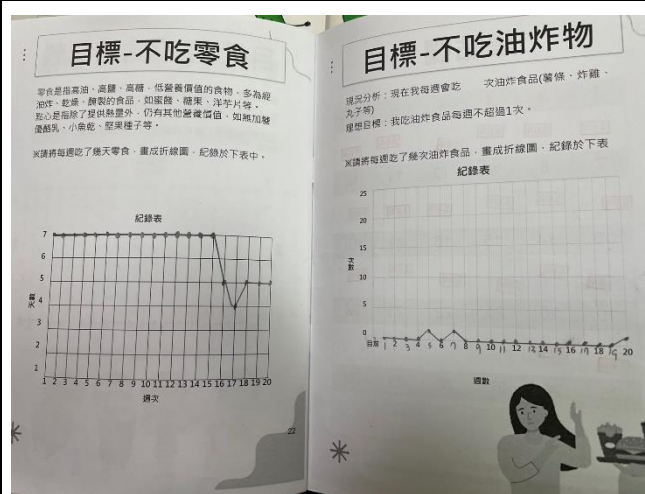 目標-不吃零食
零食是指高油、高鹽、高糖，低營養價值的食物，多為經
油炸、乾燥、醃製的食品，如蜜餞、糖果、洋芋片等。
點心是指除了提供熱量外，仍有其他營養價值，如無加糖
優酪乳、小魚乾、堅果種子等。
※請將每週吃了幾天零食，畫成折線圖，紀錄於下表中。
紀錄表
7
6
5
4
3
2
1
天數
1 2 3 4 5 6 7 8 9 10 11 12 13 14 15 16 17 18 19 20
週次
22
目標-不吃油炸物
現況分析：現在我每週會吃 次油炸食品(薯條、炸雞、
丸子等)
理想目標：我吃油炸食品每週不超過1次。
※請將每週吃了幾次油炸食品，畫成折線圖，紀錄於下表
紀錄表
25
20
15
10
5
0
次數
目標 1 2 3 4 5 6 7 8 9 10 11 12 13 14 15 16 17 18 19 20
週數